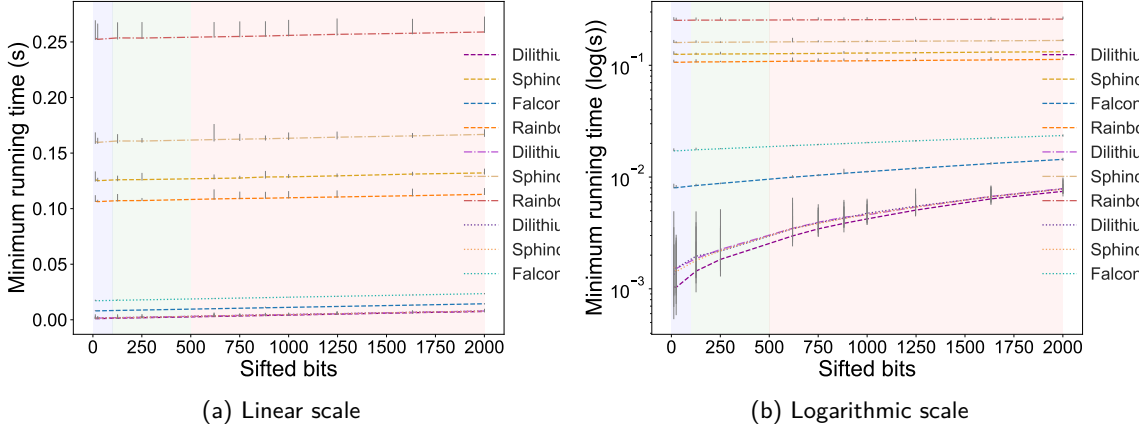 Minimum running time (s)
0.25
0.20
0.15
0.10
0.05
0.00
0
250
500
750
1000
1250
1500
1750
2000
Sifted bits
Dilithiu
Sphinc
Falcon
Rainbo
Dilithiu
Sphinc
Rainbo
Dilithiu
Sphinc
Falcon
(a) Linear scale
Minimum running time (log(s))
10⁻¹
10⁻²
10⁻³
0
250
500
750
1000
1250
1500
1750
2000
Sifted bits
Dilithiu
Sphinc
Falcon
Rainbo
Dilithiu
Sphinc
Rainbo
Dilithiu
Sphinc
Falcon
(b) Logarithmic scale